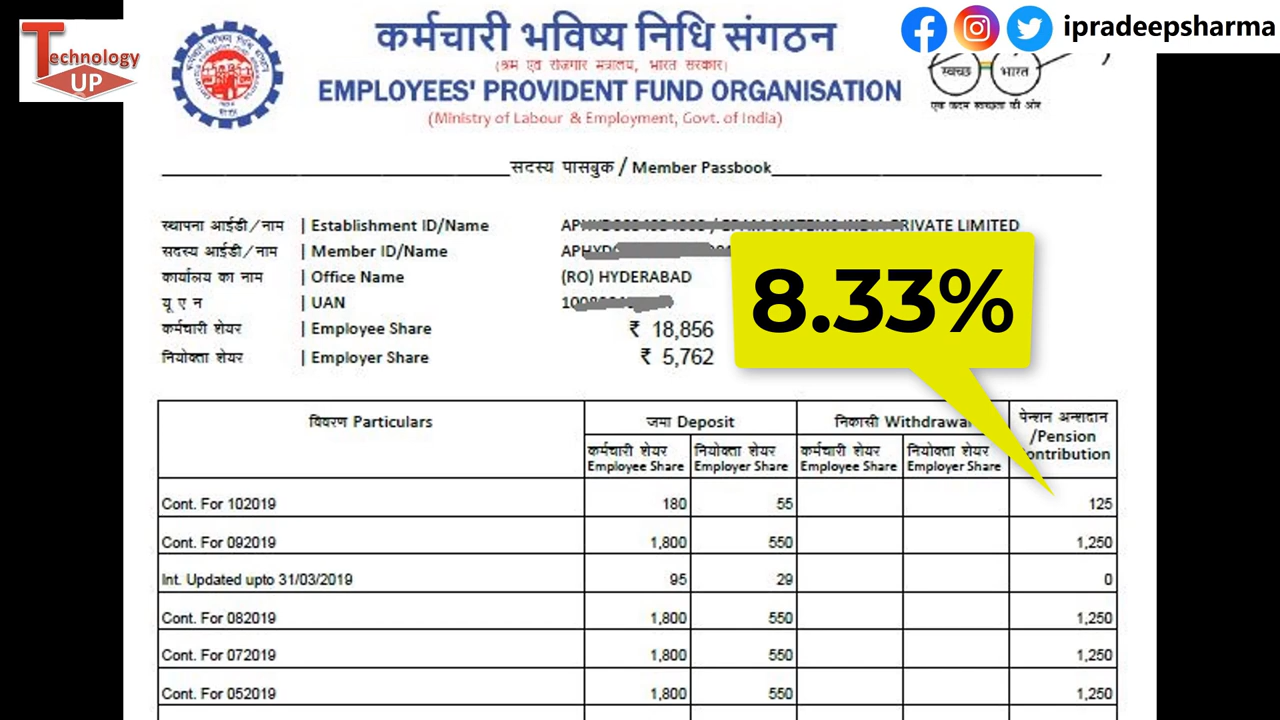 Technology
UP
कर्मचारी भविष्य निधि संगठन
(श्रम एवं रोजगार मन्त्रालय, भारत सरकार)
EMPLOYEES' PROVIDENT FUND ORGANISATION
(Ministry of Labour & Employment, Govt. of India)
ipradeepsharma
स्वच्छ भारत
एक कदम स्वच्छता की ओर
सदस्य पासबुक / Member Passbook
स्थापना आईडी/नाम | Establishment ID/Name PRIVATE LIMITED
सदस्य आईडी/नाम | Member ID/Name APHYD
कार्यालय का नाम | Office Name (RO) HYDERABAD
यू ए न | UAN
कर्मचारी शेयर | Employee Share ₹ 18,856
नियोक्ता शेयर | Employer Share ₹ 5,762
8.33%
विवरण Particulars जमा Deposit निकासी Withdrawa पेन्शन अन्शदान
/Pension
ontribution
कर्मचारी शेयर नियोक्ता शेयर कर्मचारी शेयर नियोक्ता शेयर
Employee Share Employer Share Employee Share Employer Share
Cont. For 102019 180 55 125
Cont. For 092019 1,800 550 1,250
Int. Updated upto 31/03/2019 95 29 0
Cont. For 082019 1,800 550 1,250
Cont. For 072019 1,800 550 1,250
Cont. For 052019 1,800 550 1,250